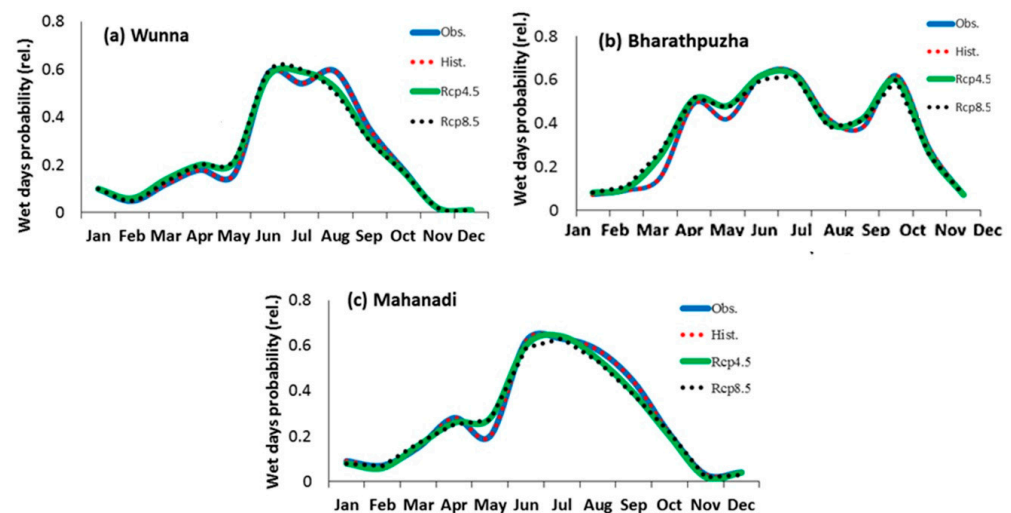 Wet days probability (rel.)
0.8
0.6
0.4
0.2
0
(a) Wunna
Obs.
Hist.
Rcp4.5
Rcp8.5
Jan Feb Mar Apr May Jun Jul Aug Sep Oct Nov Dec
Wet days probability (rel.)
0.8
0.6
0.4
0.2
0
(b) Bharathpuzha
Obs.
Hist.
Rcp4.5
Rcp8.5
Jan Feb Mar Apr May Jun Jul Aug Sep Oct Nov Dec
Wet days probability (rel.)
0.8
0.6
0.4
0.2
0
(c) Mahanadi
Obs.
Hist.
Rcp4.5
Rcp8.5
Jan Feb Mar Apr May Jun Jul Aug Sep Oct Nov Dec